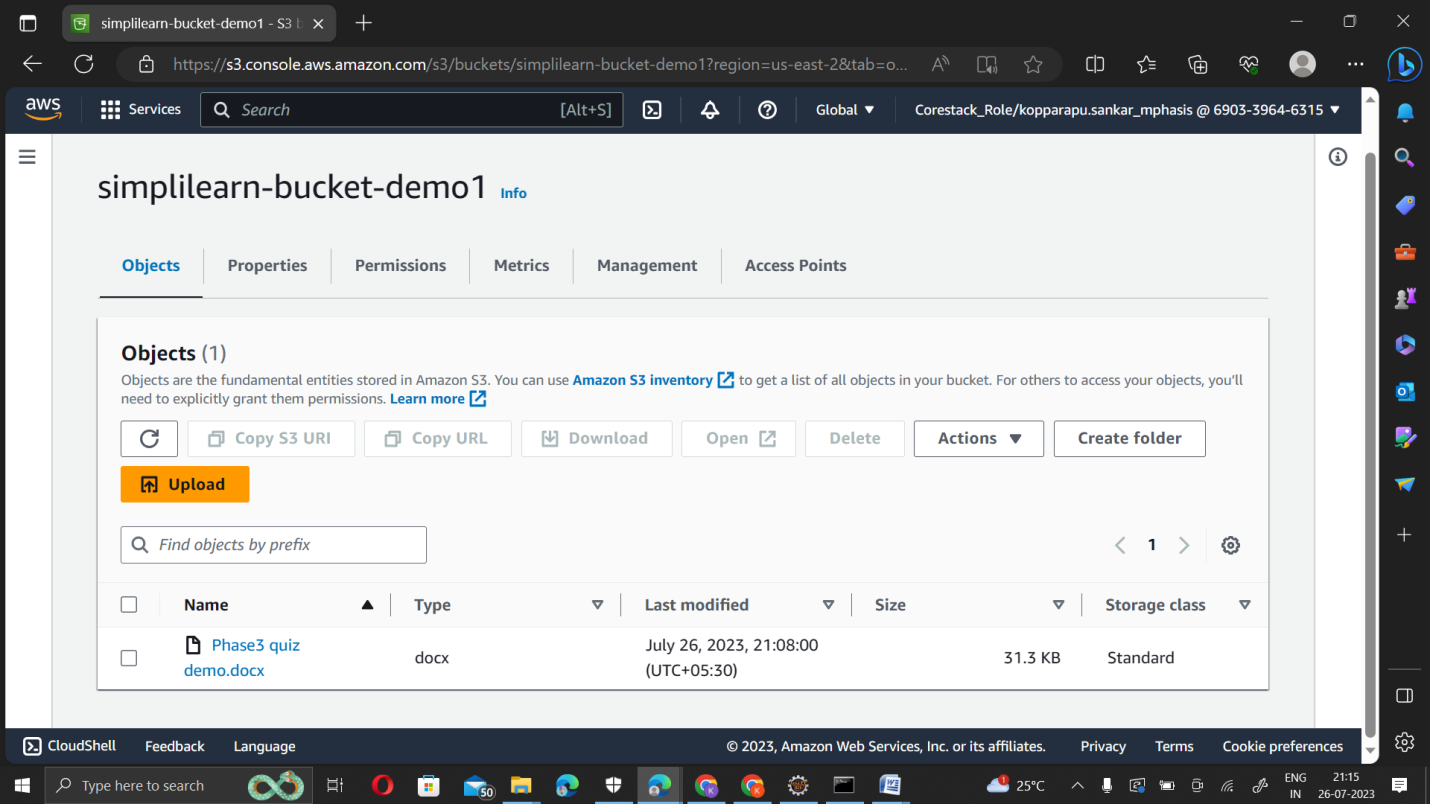 simplilearn-bucket-demo1 - S3 b
https://s3.console.aws.amazon.com/s3/buckets/simplilearn-bucket-demo1?region=us-east-2&tab=o...
aws Services Search [Alt+S] Global Corestack_Role/kopparapu.sankar_mphasis @ 6903-3964-6315
simplilearn-bucket-demo1 Info
Objects Properties Permissions Metrics Management Access Points
Objects (1)
Objects are the fundamental entities stored in Amazon S3. You can use Amazon S3 inventory to get a list of all objects in your bucket. For others to access your objects, you'll
need to explicitly grant them permissions. Learn more
Copy S3 URI Copy URL Download Open Delete Actions Create folder
Upload
Find objects by prefix 1
Name Type Last modified Size Storage class
Phase3 quiz demo.docx docx July 26, 2023, 21:08:00 (UTC+05:30) 31.3 KB Standard
CloudShell Feedback Language © 2023, Amazon Web Services, Inc. or its affiliates. Privacy Terms Cookie preferences
Type here to search 50 1 25°C ENG IN 21:15 26-07-2023